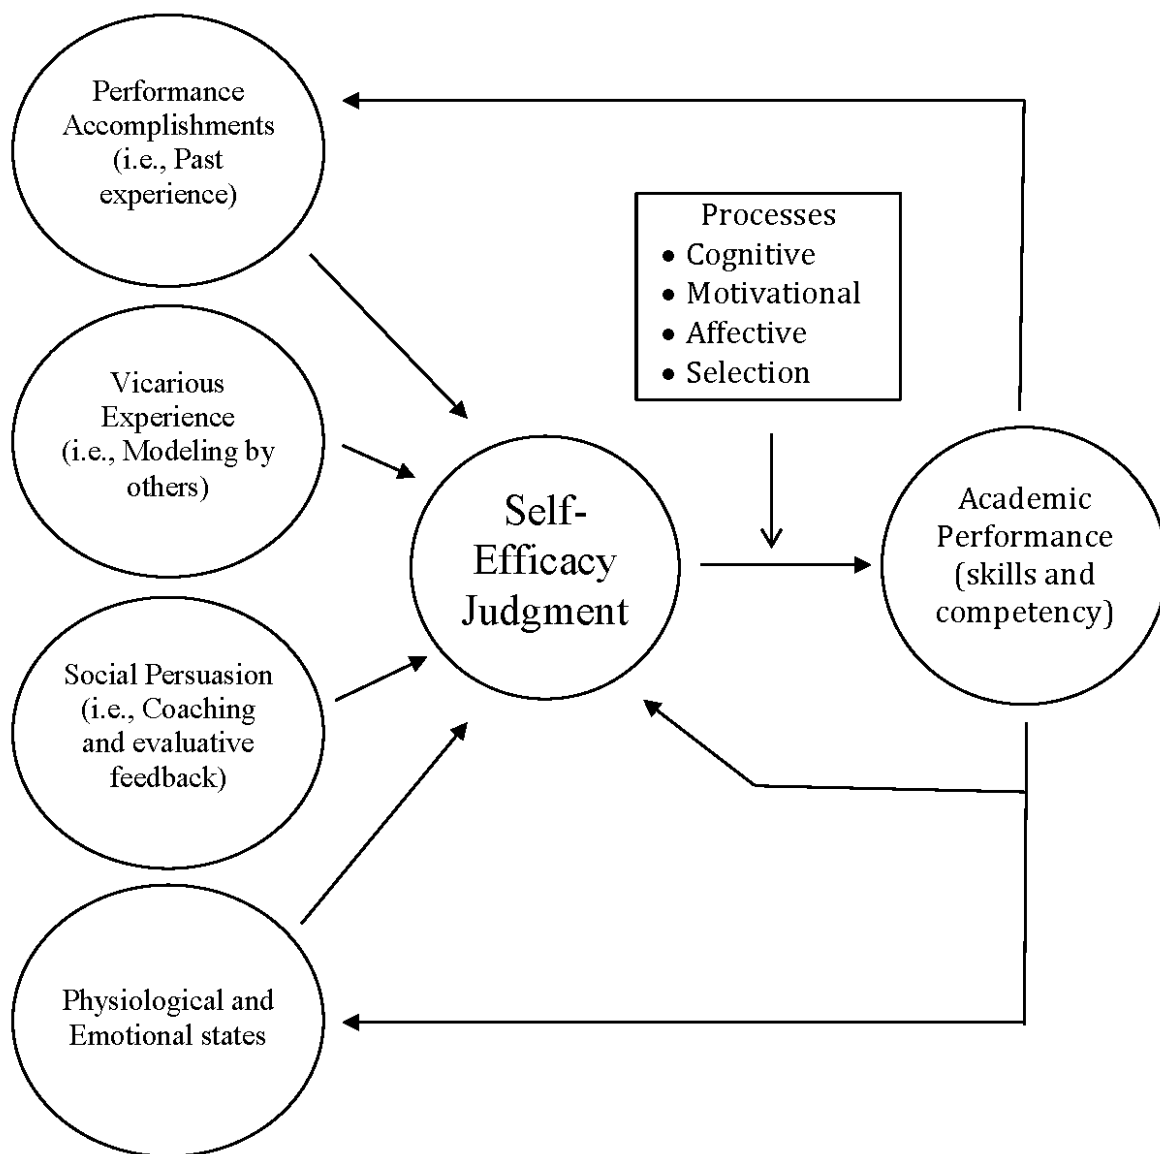 Performance
Accomplishments
(i.e., Past
experience)
Vicarious
Experience
(i.e., Modeling by
others)
Social Persuasion
(i.e., Coaching
and evaluative
feedback)
Physiological and
Emotional states
Self-
Efficacy
Judgment
Processes
• Cognitive
• Motivational
• Affective
• Selection
Academic
Performance
(skills and
competency)